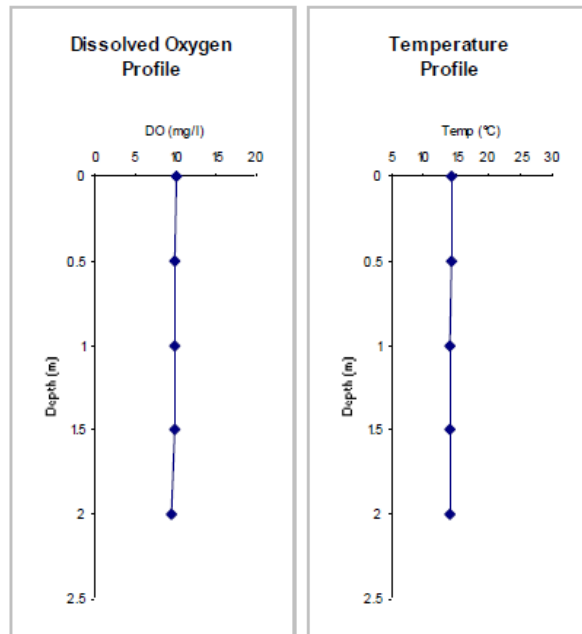 Dissolved Oxygen
Profile
DO (mg/l)
0 5 10 15 20
0
0.5
1
1.5
2
2.5
Depth (m)
Temperature
Profile
Temp (°C)
5 10 15 20 25 30
0
0.5
1
1.5
2
2.5
Depth (m)